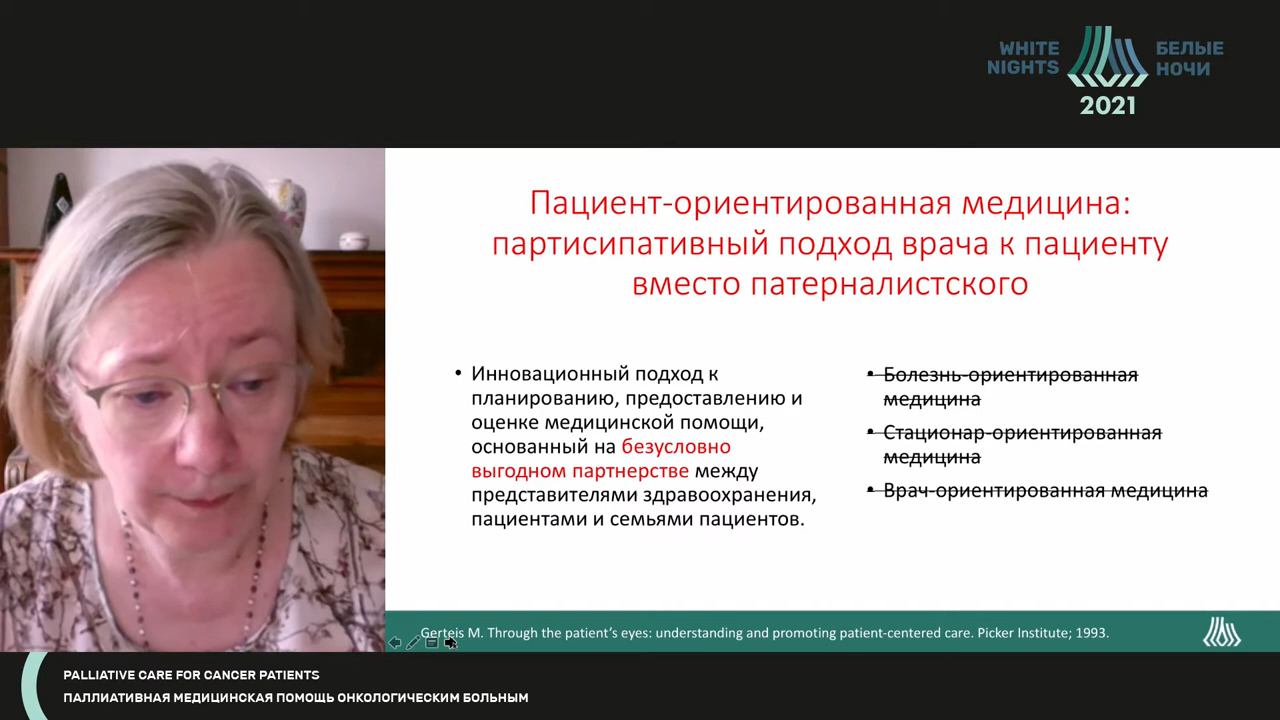 WHITE
NIGHTS
БЕЛЫЕ
НОЧИ
2021
Пациент-ориентированная медицина:
партисипативный подход врача к пациенту
вместо патерналистского
• Инновационный подход к
планированию, предоставлению и
оценке медицинской помощи,
основанный на безусловно
выгодном партнерстве между
представителями здравоохранения,
пациентами и семьями пациентов.
• Болезнь-ориентированная
медицина
• Стационар-ориентированная
медицина
• Врач-ориентированная медицина
Gerteis M. Through the patient’s eyes: understanding and promoting patient-centered care. Picker Institute; 1993.
PALLIATIVE CARE FOR CANCER PATIENTS
ПАЛЛИАТИВНАЯ МЕДИЦИНСКАЯ ПОМОЩЬ ОНКОЛОГИЧЕСКИМ БОЛЬНЫМ